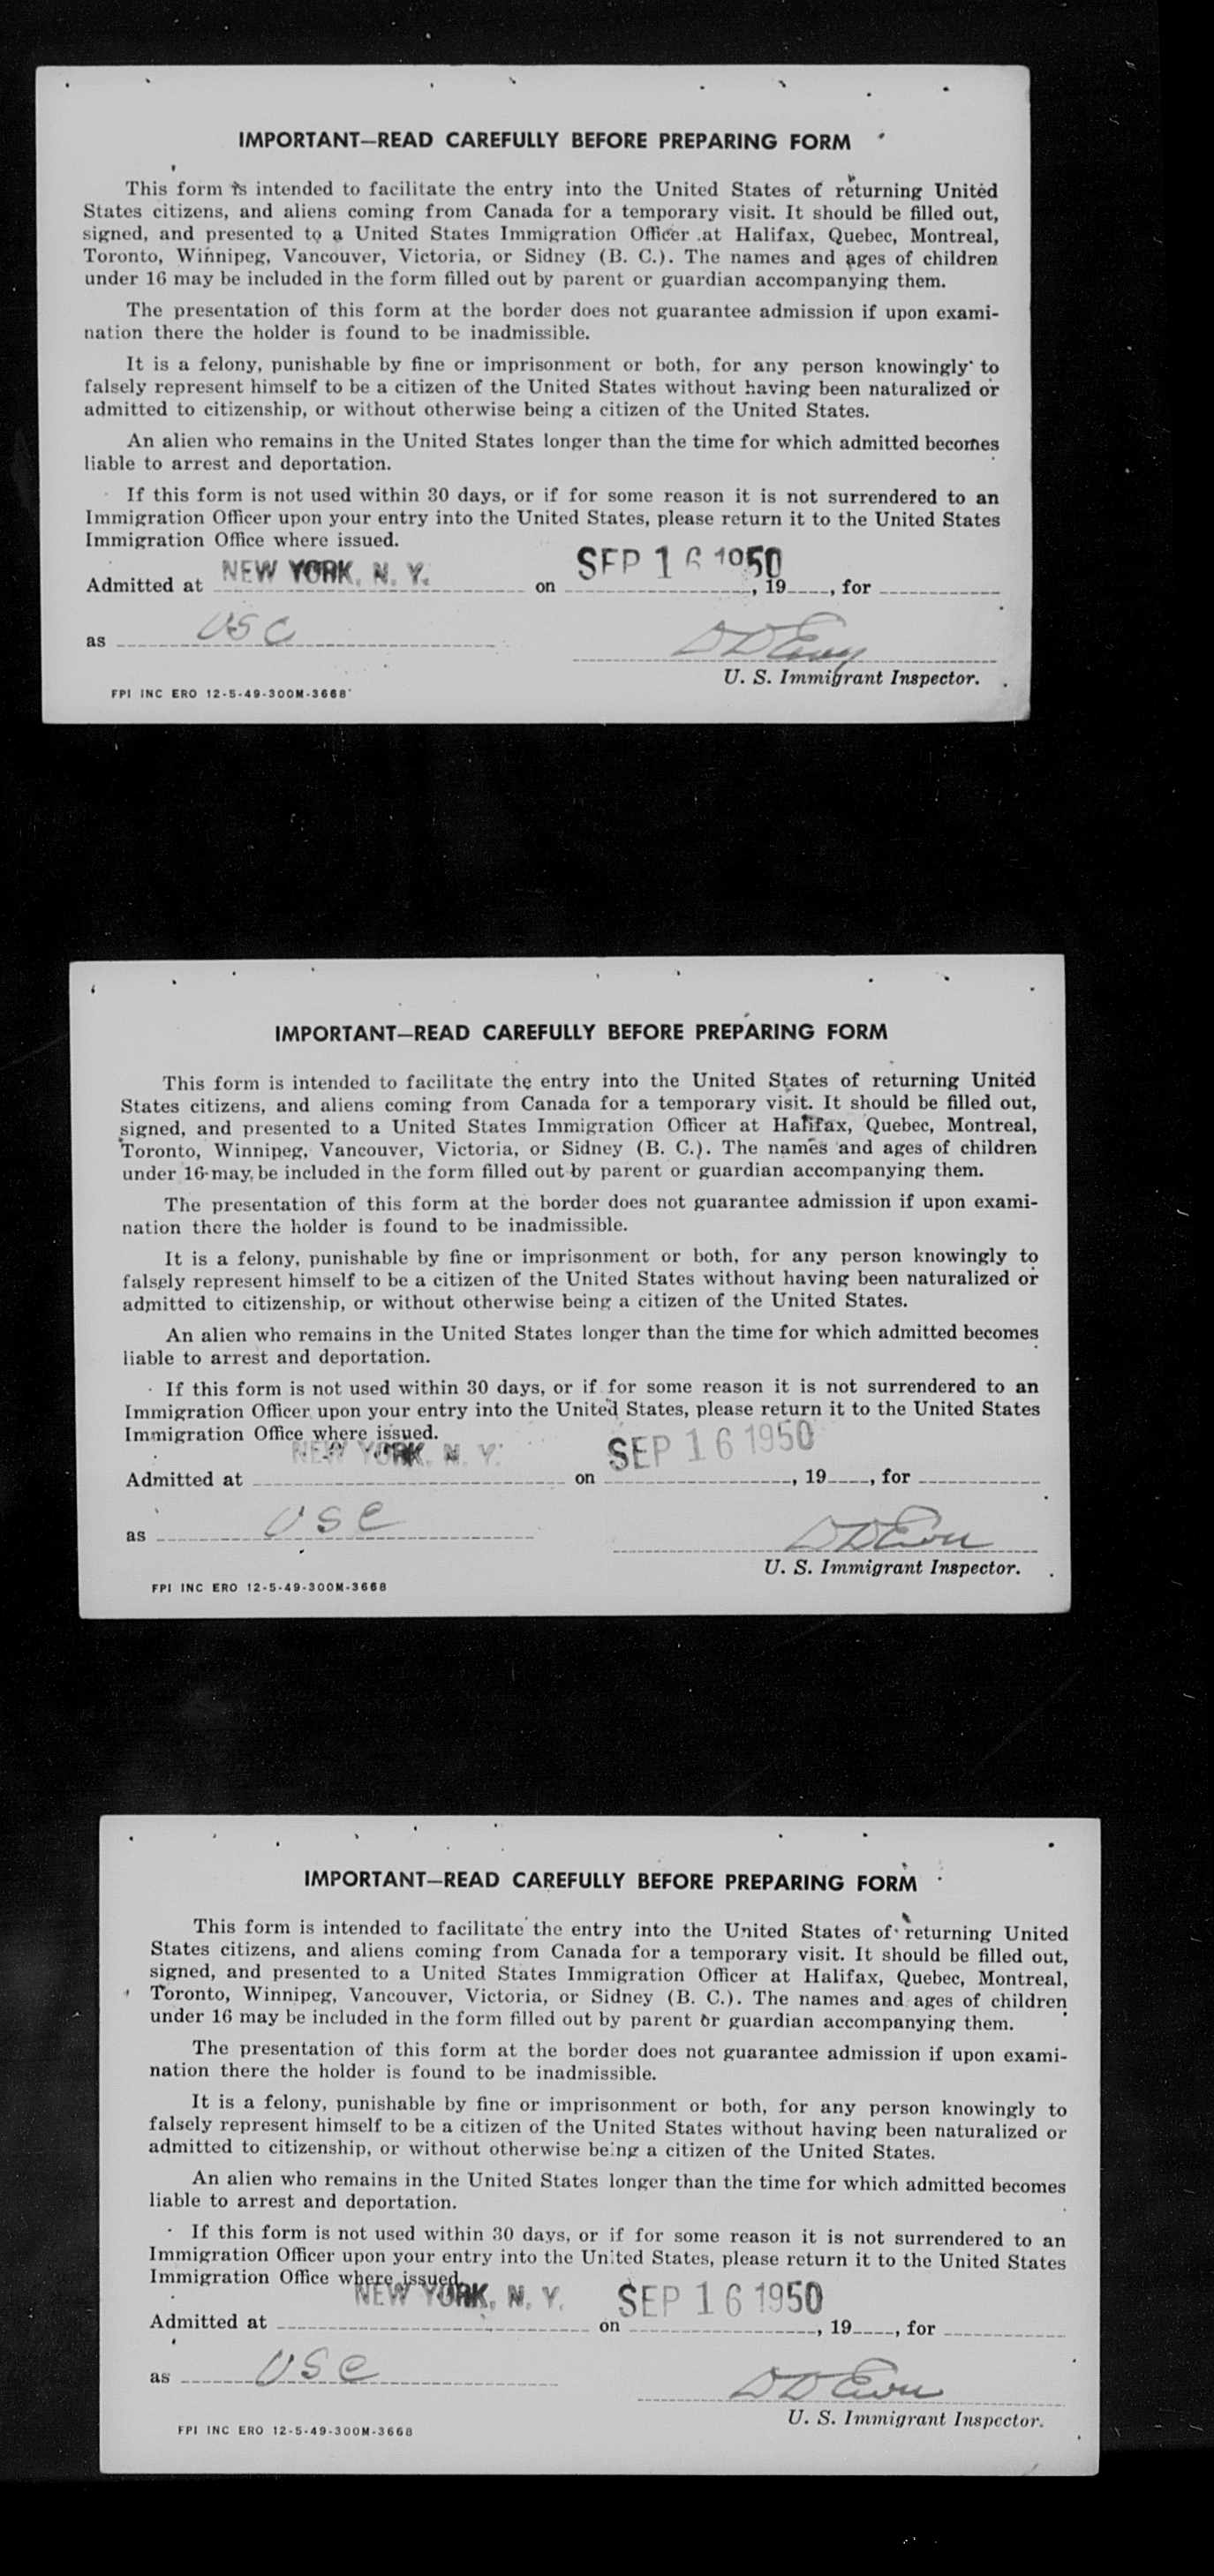 IMPORTANT—READ CAREFULLY BEFORE PREPARING FORM
This form is intended to facilitate the entry into the United States of returning United
States citizens, and aliens coming from Canada for a temporary visit. It should be filled out,
signed, and presented to a United States Immigration Officer at Halifax, Quebec, Montreal,
Toronto, Winnipeg, Vancouver, Victoria, or Sidney (B. C.). The names and ages of children
under 16 may be included in the form filled out by parent or guardian accompanying them.
The presentation of this form at the border does not guarantee admission if upon exami-
nation there the holder is found to be inadmissible.
It is a felony, punishable by fine or imprisonment or both, for any person knowingly to
falsely represent himself to be a citizen of the United States without having been naturalized or
admitted to citizenship, or without otherwise being a citizen of the United States.
An alien who remains in the United States longer than the time for which admitted becomes
liable to arrest and deportation.
If this form is not used within 30 days, or if for some reason it is not surrendered to an
Immigration Officer upon your entry into the United States, please return it to the United States
Immigration Office where issued.
Admitted at NEW YORK, N. Y. on SEP 16 1950, 19, for
as USC
U. S. Immigrant Inspector.
FPI INC ERO 12-5-49-300M-3668
IMPORTANT—READ CAREFULLY BEFORE PREPARING FORM
This form is intended to facilitate the entry into the United States of returning United
States citizens, and aliens coming from Canada for a temporary visit. It should be filled out,
signed, and presented to a United States Immigration Officer at Halifax, Quebec, Montreal,
Toronto, Winnipeg, Vancouver, Victoria, or Sidney (B. C.). The names and ages of children
under 16 may be included in the form filled out by parent or guardian accompanying them.
The presentation of this form at the border does not guarantee admission if upon exami-
nation there the holder is found to be inadmissible.
It is a felony, punishable by fine or imprisonment or both, for any person knowingly to
falsely represent himself to be a citizen of the United States without having been naturalized or
admitted to citizenship, or without otherwise being a citizen of the United States.
An alien who remains in the United States longer than the time for which admitted becomes
liable to arrest and deportation.
If this form is not used within 30 days, or if for some reason it is not surrendered to an
Immigration Officer upon your entry into the United States, please return it to the United States
Immigration Office where issued.
Admitted at NEW YORK, N. Y. on SEP 16 1950, 19, for
as USC
U. S. Immigrant Inspector.
FPI INC ERO 12-5-49-300M-3668
IMPORTANT—READ CAREFULLY BEFORE PREPARING FORM
This form is intended to facilitate the entry into the United States of returning United
States citizens, and aliens coming from Canada for a temporary visit. It should be filled out,
signed, and presented to a United States Immigration Officer at Halifax, Quebec, Montreal,
Toronto, Winnipeg, Vancouver, Victoria, or Sidney (B. C.). The names and ages of children
under 16 may be included in the form filled out by parent or guardian accompanying them.
The presentation of this form at the border does not guarantee admission if upon exami-
nation there the holder is found to be inadmissible.
It is a felony, punishable by fine or imprisonment or both, for any person knowingly to
falsely represent himself to be a citizen of the United States without having been naturalized or
admitted to citizenship, or without otherwise being a citizen of the United States.
An alien who remains in the United States longer than the time for which admitted becomes
liable to arrest and deportation.
If this form is not used within 30 days, or if for some reason it is not surrendered to an
Immigration Officer upon your entry into the United States, please return it to the United States
Immigration Office where issued.
Admitted at NEW YORK, N. Y. on SEP 16 1950, 19, for
as USC
U. S. Immigrant Inspector.
FPI INC ERO 12-5-49-300M-3668